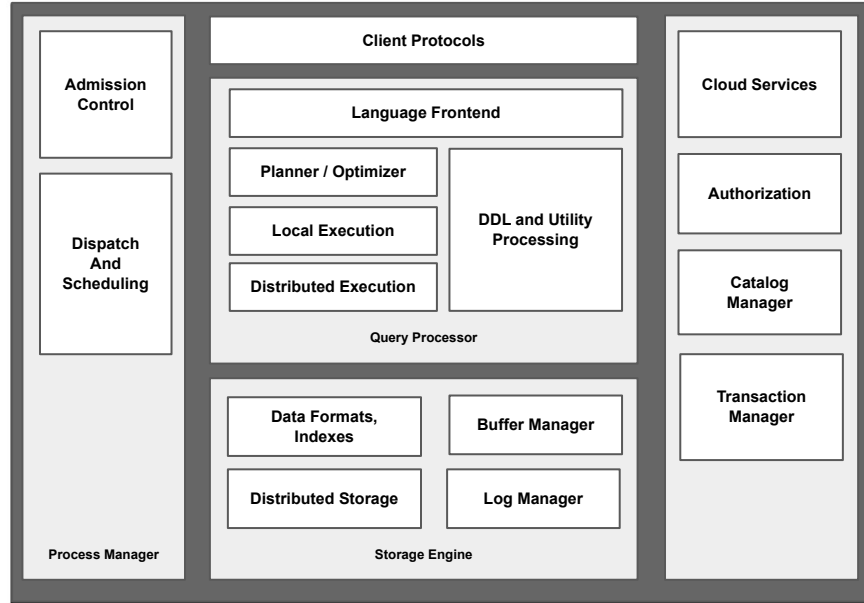 Admission
Control
Dispatch
And
Scheduling
Process Manager
Client Protocols
Language Frontend
Planner / Optimizer
Local Execution
Distributed Execution
DDL and Utility
Processing
Query Processor
Data Formats,
Indexes
Buffer Manager
Distributed Storage
Log Manager
Storage Engine
Cloud Services
Authorization
Catalog
Manager
Transaction
Manager